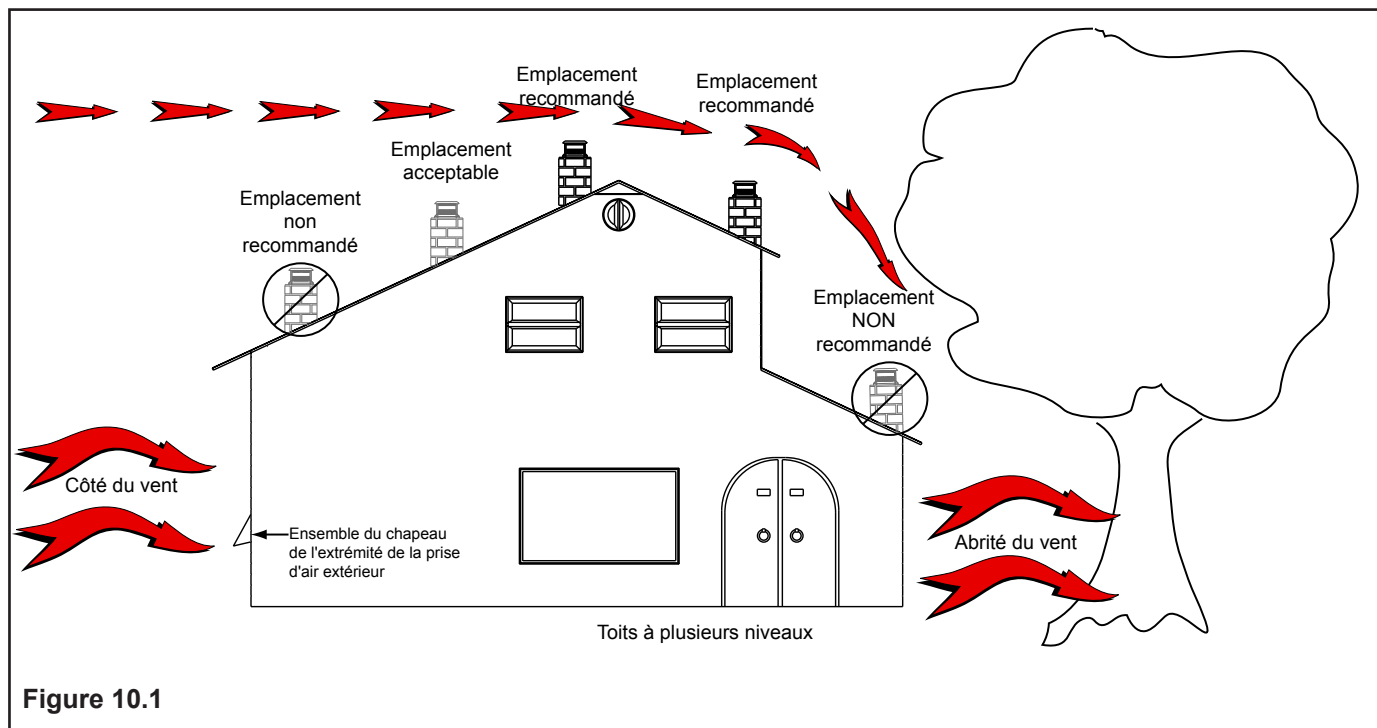 Emplacement
recommandé
Emplacement
recommandé
Emplacement
acceptable
Emplacement
non
recommandé
Emplacement
NON
recommandé
Côté du vent
Ensemble du chapeau
de l'extrémité de la prise
d'air extérieur
Abrité du vent
Toits à plusieurs niveaux
Figure 10.1